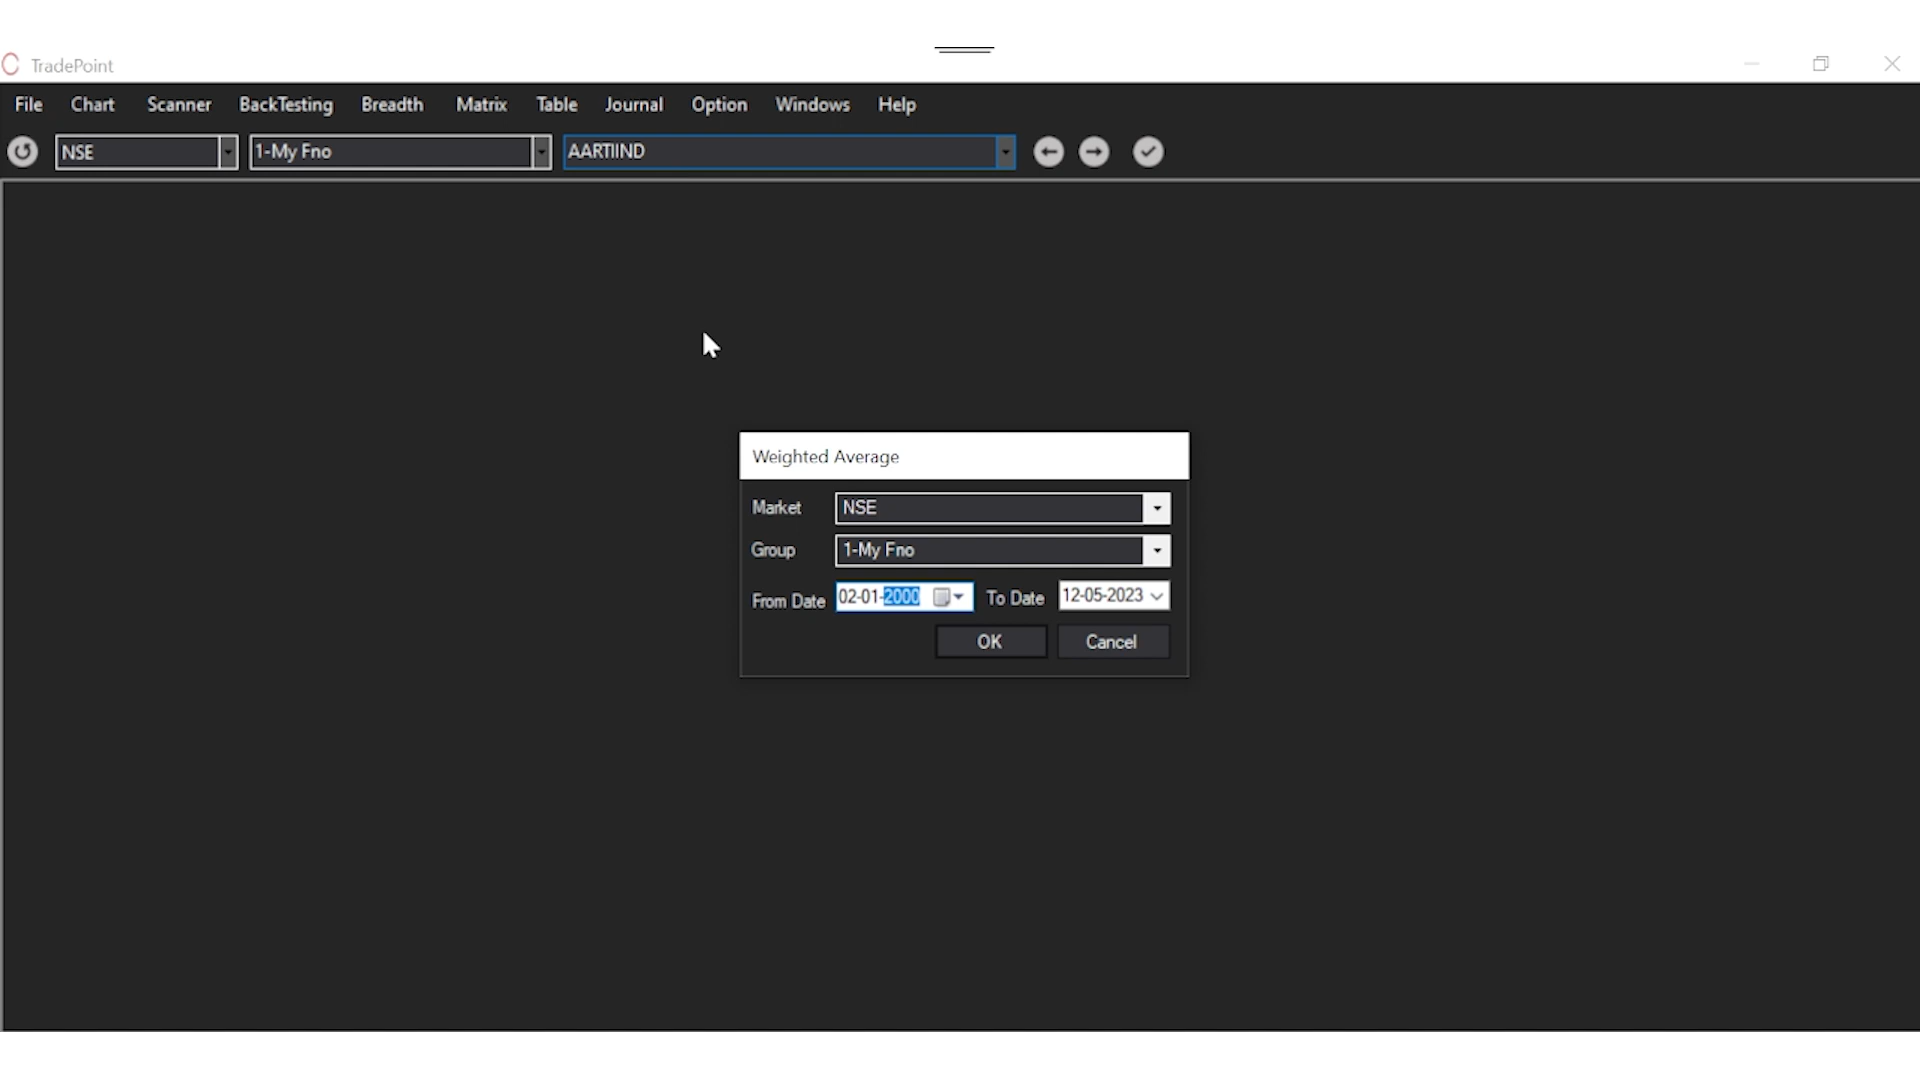 TradePoint
File Chart Scanner BackTesting Breadth Matrix Table Journal Option Windows Help
NSE 1-My Fno AARTIIND
Weighted Average
Market NSE
Group 1-My Fno
From Date 02-01-2000 To Date 12-05-2023
OK Cancel